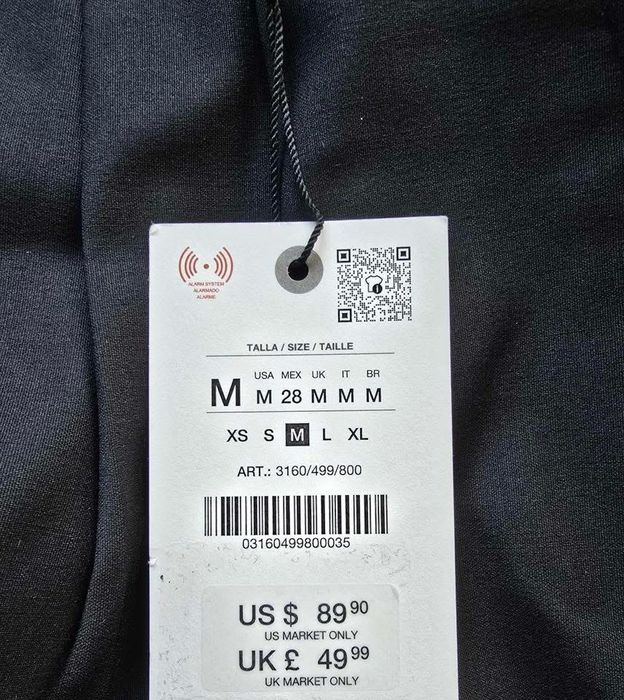 ALARM SYSTEM
ALARMADO
ALARME
TALLA / SIZE / TAILLE
USA MEX UK IT BR
M M 28 M M M
XS S M L XL
ART.: 3160/499/800
03160499800035
US $ 89 90
US MARKET ONLY
UK £ 49 99
UK MARKET ONLY